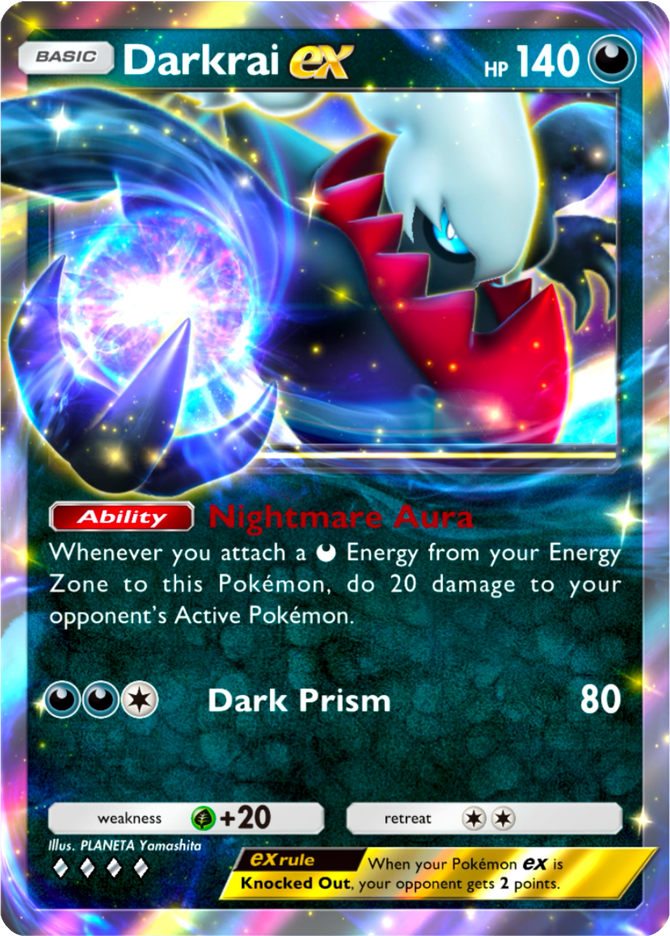 BASIC Darkrai ex HP 140
Ability Nightmare Aura
Whenever you attach a Energy from your Energy
Zone to this Pokémon, do 20 damage to your
opponent's Active Pokémon.
Dark Prism 80
weakness +20 retreat
Illus. PLANETA Yamashita
ex rule When your Pokémon ex is
Knocked Out, your opponent gets 2 points.